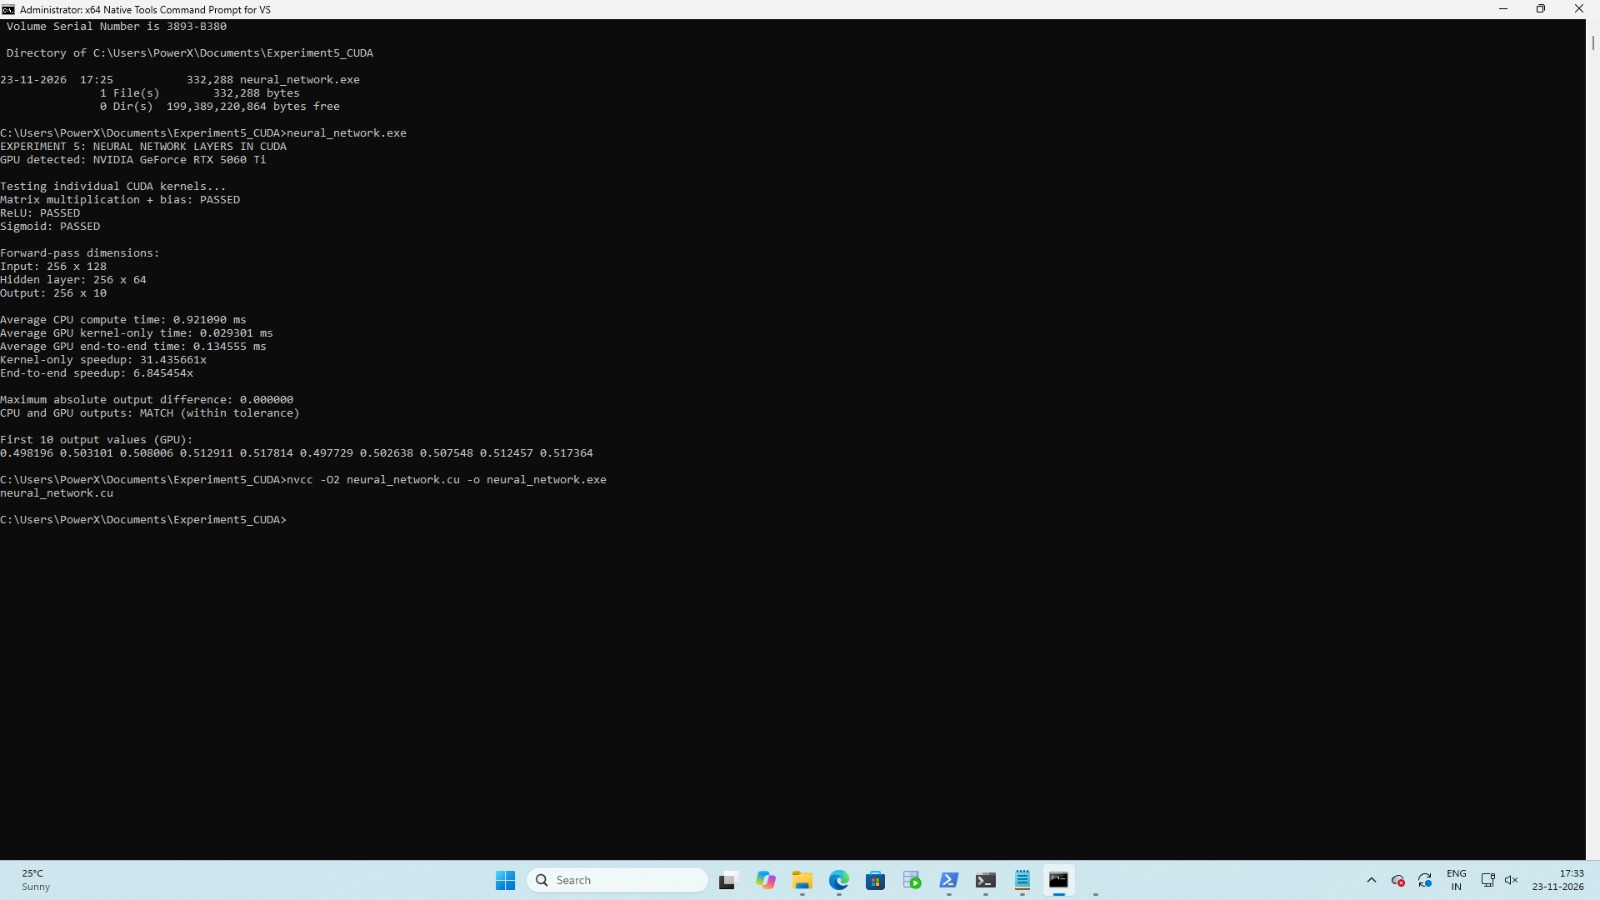 Administrator: x64 Native Tools Command Prompt for VS
Volume Serial Number is 3893-B380
Directory of C:\Users\PowerX\Documents\Experiment5_CUDA
23-11-2026  17:25           332,288 neural_network.exe
1 File(s)        332,288 bytes
0 Dir(s)  199,389,220,864 bytes free
C:\Users\PowerX\Documents\Experiment5_CUDA>neural_network.exe
EXPERIMENT 5: NEURAL NETWORK LAYERS IN CUDA
GPU detected: NVIDIA GeForce RTX 5060 Ti
Testing individual CUDA kernels...
Matrix multiplication + bias: PASSED
ReLU: PASSED
Sigmoid: PASSED
Forward-pass dimensions:
Input: 256 x 128
Hidden layer: 256 x 64
Output: 256 x 10
Average CPU compute time: 0.921090 ms
Average GPU kernel-only time: 0.029301 ms
Average GPU end-to-end time: 0.134555 ms
Kernel-only speedup: 31.435661x
End-to-end speedup: 6.845454x
Maximum absolute output difference: 0.000000
CPU and GPU outputs: MATCH (within tolerance)
First 10 output values (GPU):
0.498196 0.503101 0.508006 0.512911 0.517814 0.497729 0.502638 0.507548 0.512457 0.517364
C:\Users\PowerX\Documents\Experiment5_CUDA>nvcc -O2 neural_network.cu -o neural_network.exe
neural_network.cu
C:\Users\PowerX\Documents\Experiment5_CUDA>
25°C
Sunny
Search
ENG
IN
17:33
23-11-2026